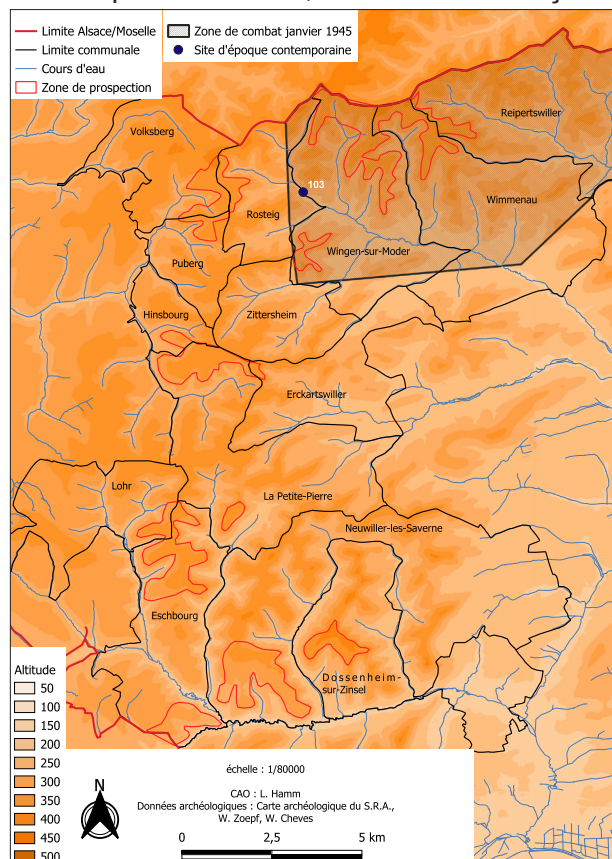 Limite Alsace/Moselle
Limite communale
Cours d'eau
Zone de prospection
Zone de combat janvier 1945
Site d'époque contemporaine
Volksberg
Reipertswiller
103
Rosteig
Wimmenau
Wingen-sur-Moder
Puberg
Hinsbourg
Zittersheim
Erckartswiller
Lohr
La Petite-Pierre
Neuwiller-les-Saverne
Eschbourg
Dossenheim-
sur-Zinsel
Altitude
50
100
150
200
250
300
350
400
450
500
échelle : 1/80000
CAO : L. Hamm
Données archéologiques : Carte archéologique du S.R.A.,
W. Zoepf, W. Cheves
N
0 2,5 5 km